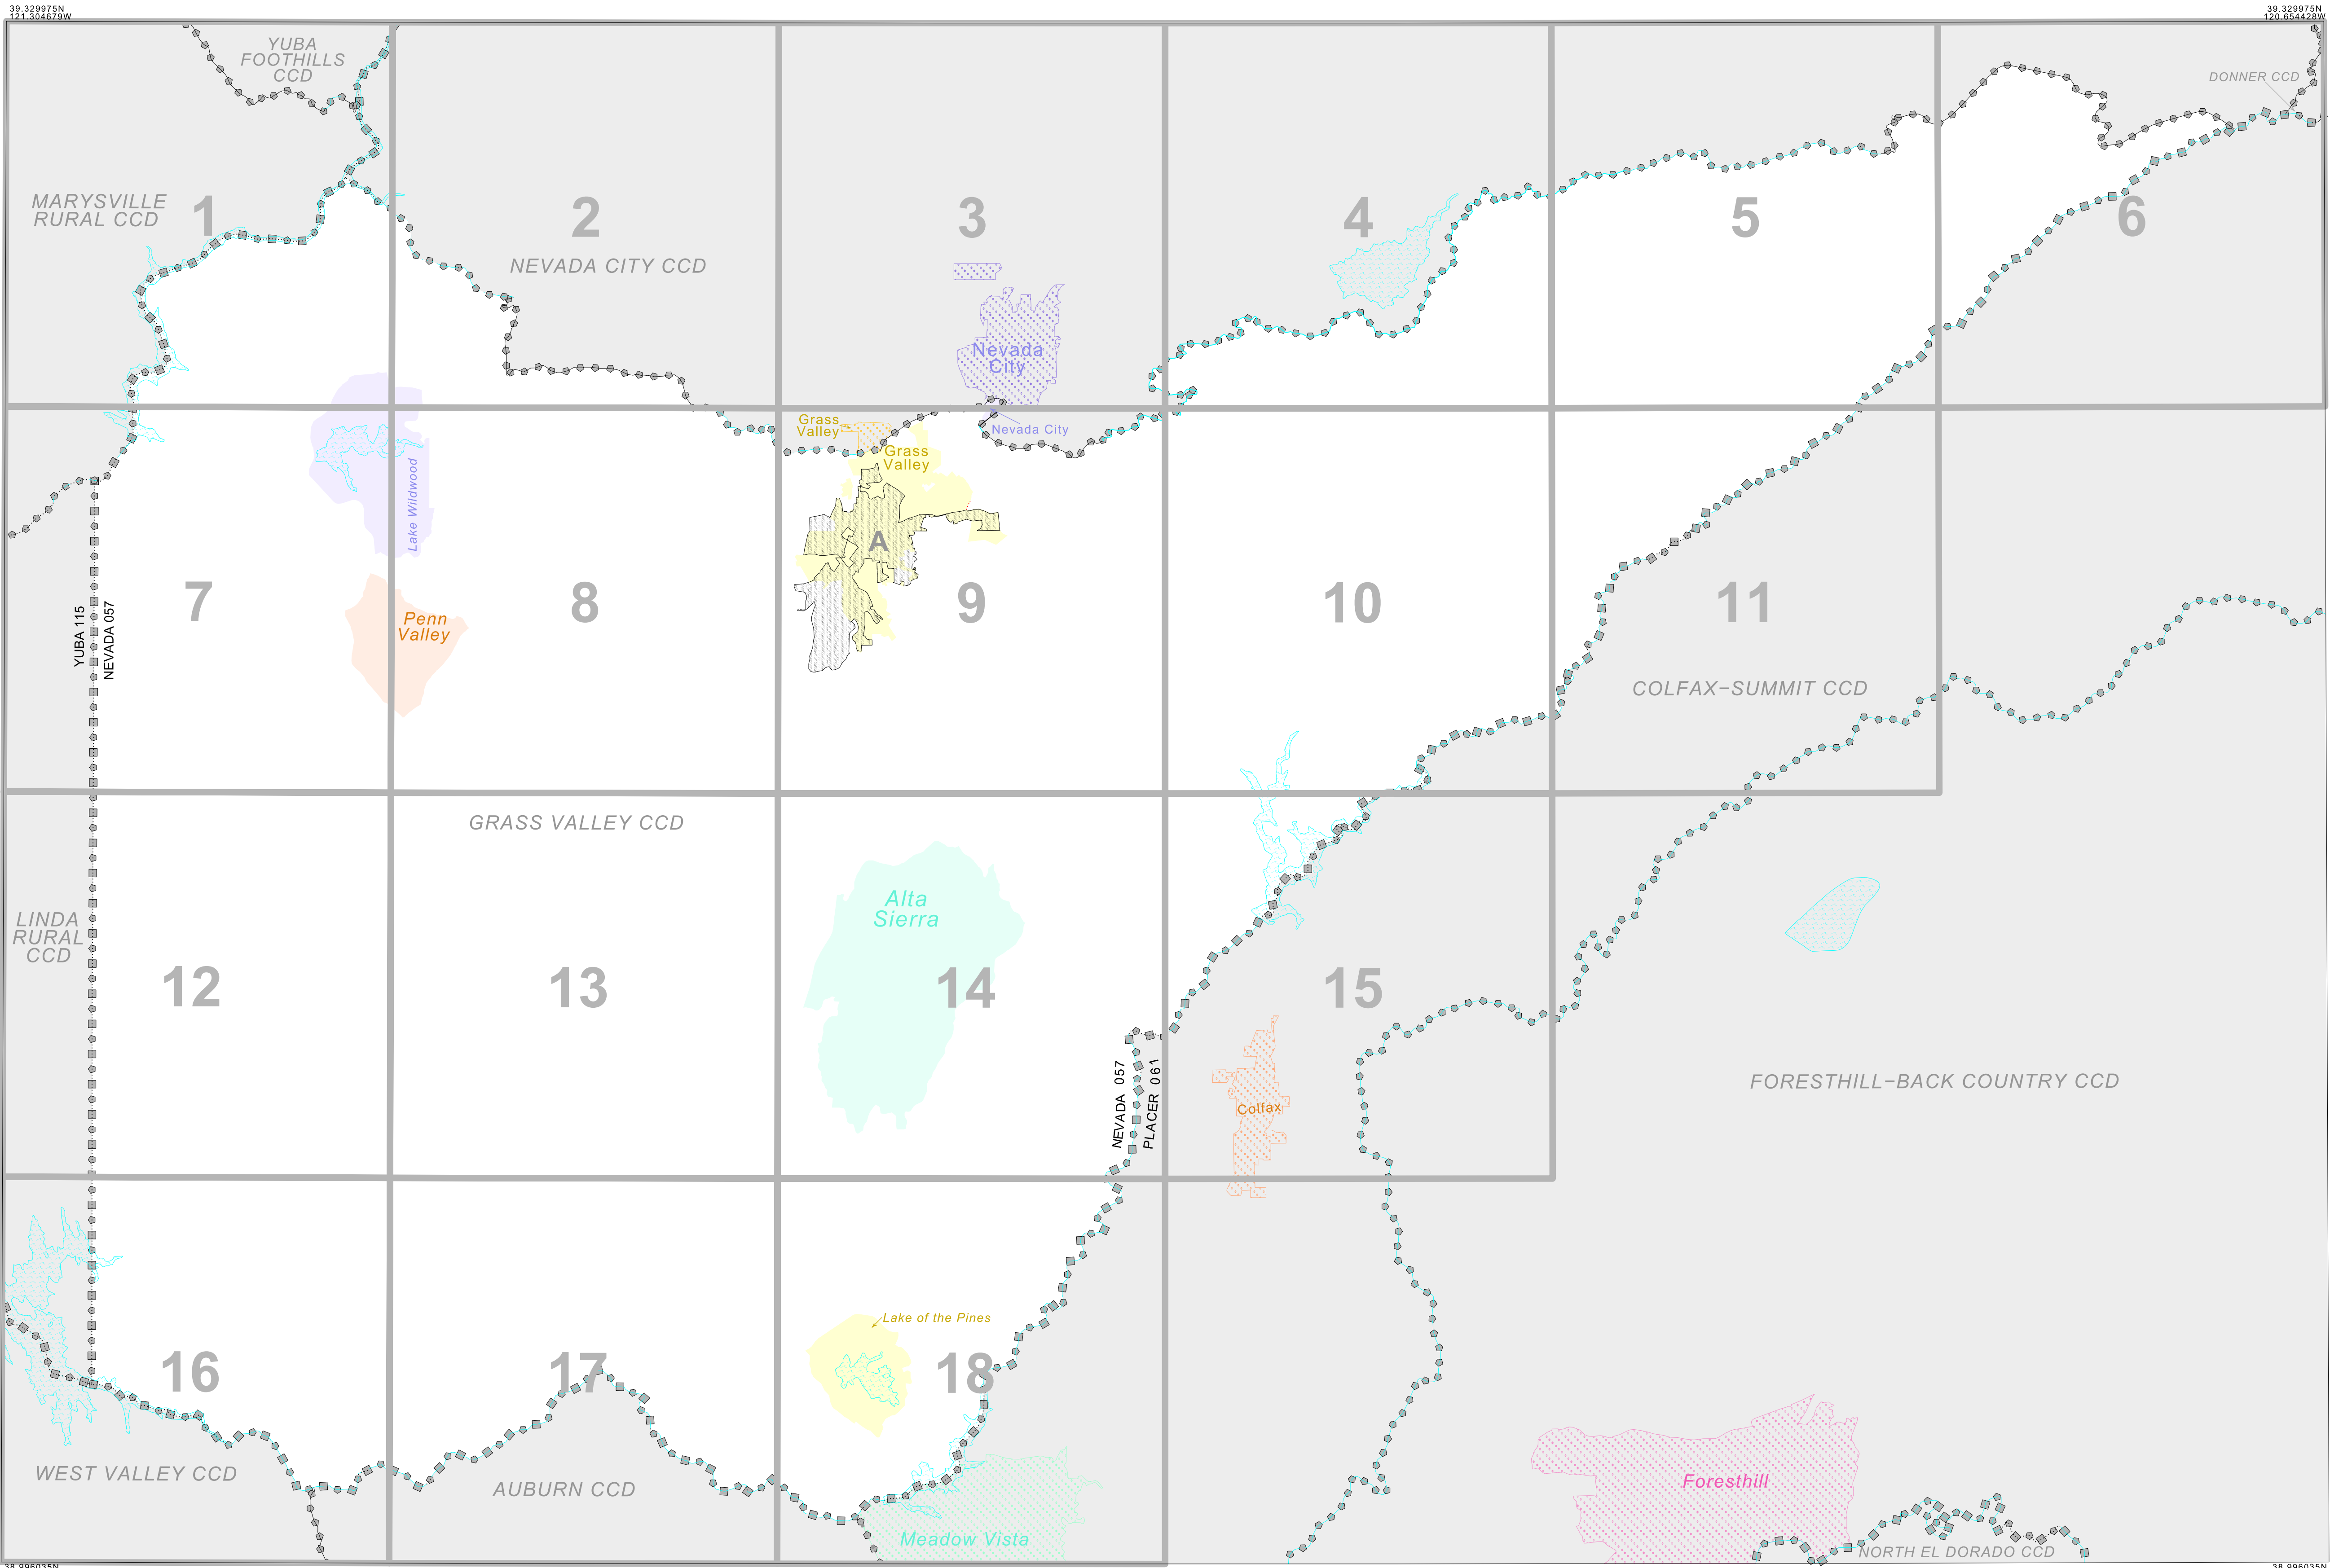 39.329975N
121.304679W
39.329975N
120.654428W
YUBA
FOOTHILLS
CCD
DONNER CCD
MARYSVILLE
RURAL CCD
1
2
3
4
5
6
NEVADA CITY CCD
Nevada
City
Grass
Valley
Nevada City
Grass
Valley
Lake Wildwood
A
7
8
9
10
11
YUBA 115
NEVADA 057
Penn
Valley
COLFAX-SUMMIT CCD
GRASS VALLEY CCD
Alta
Sierra
LINDA
RURAL
CCD
12
13
14
15
NEVADA 057
PLACER 061
Colfax
FORESTHILL-BACK COUNTRY CCD
Lake of the Pines
16
17
18
WEST VALLEY CCD
AUBURN CCD
Foresthill
Meadow Vista
NORTH EL DORADO CCD
38.996035N
38.996035N